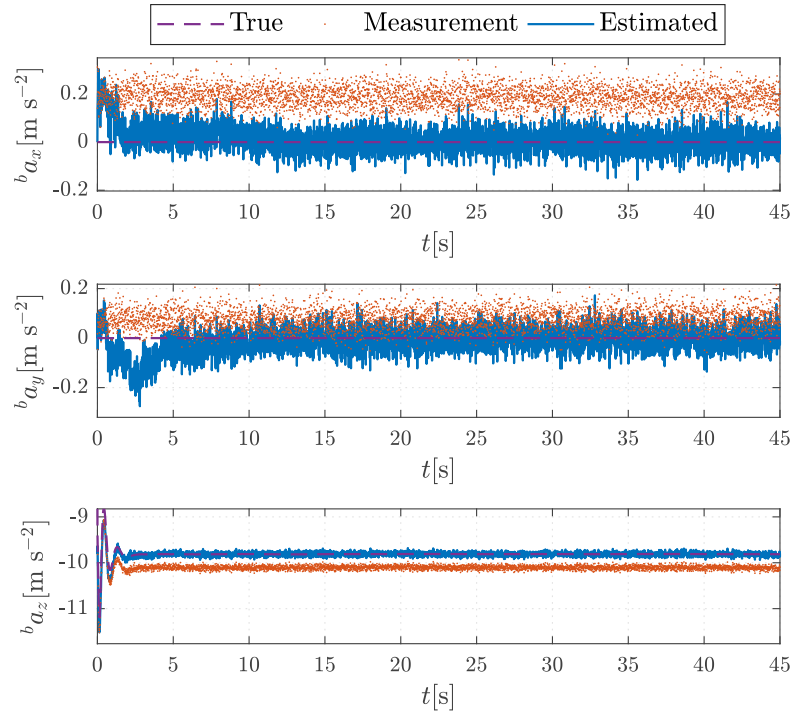 True Measurement Estimated
0.2
0
-0.2
ᵇaₓ[m s⁻²]
0 5 10 15 20 25 30 35 40 45
t[s]
0.2
0
-0.2
ᵇa_y[m s⁻²]
0 5 10 15 20 25 30 35 40 45
t[s]
-9
-10
-11
ᵇa_z[m s⁻²]
0 5 10 15 20 25 30 35 40 45
t[s]